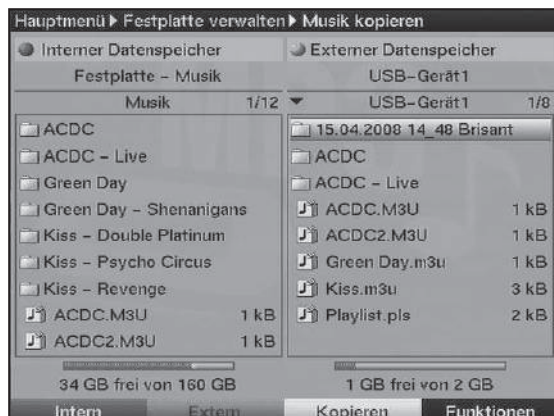 Hauptmenü ▶ Festplatte verwalten ▶ Musik kopieren
Interner Datenspeicher
Festplatte – Musik
Musik 1/12
ACDC
ACDC – Live
Green Day
Green Day – Shenanigans
Kiss – Double Platinum
Kiss – Psycho Circus
Kiss – Revenge
ACDC.M3U 1 kB
ACDC2.M3U 1 kB
34 GB frei von 160 GB
Externer Datenspeicher
USB-Gerät1
USB-Gerät1 1/8
15.04.2008 14_48 Brisant
ACDC
ACDC – Live
ACDC.M3U 1 kB
ACDC2.M3U 1 kB
Green Day.m3u 1 kB
Kiss.m3u 3 kB
Playlist.pls 2 kB
1 GB frei von 2 GB
Intern Extern Kopieren Funktionen